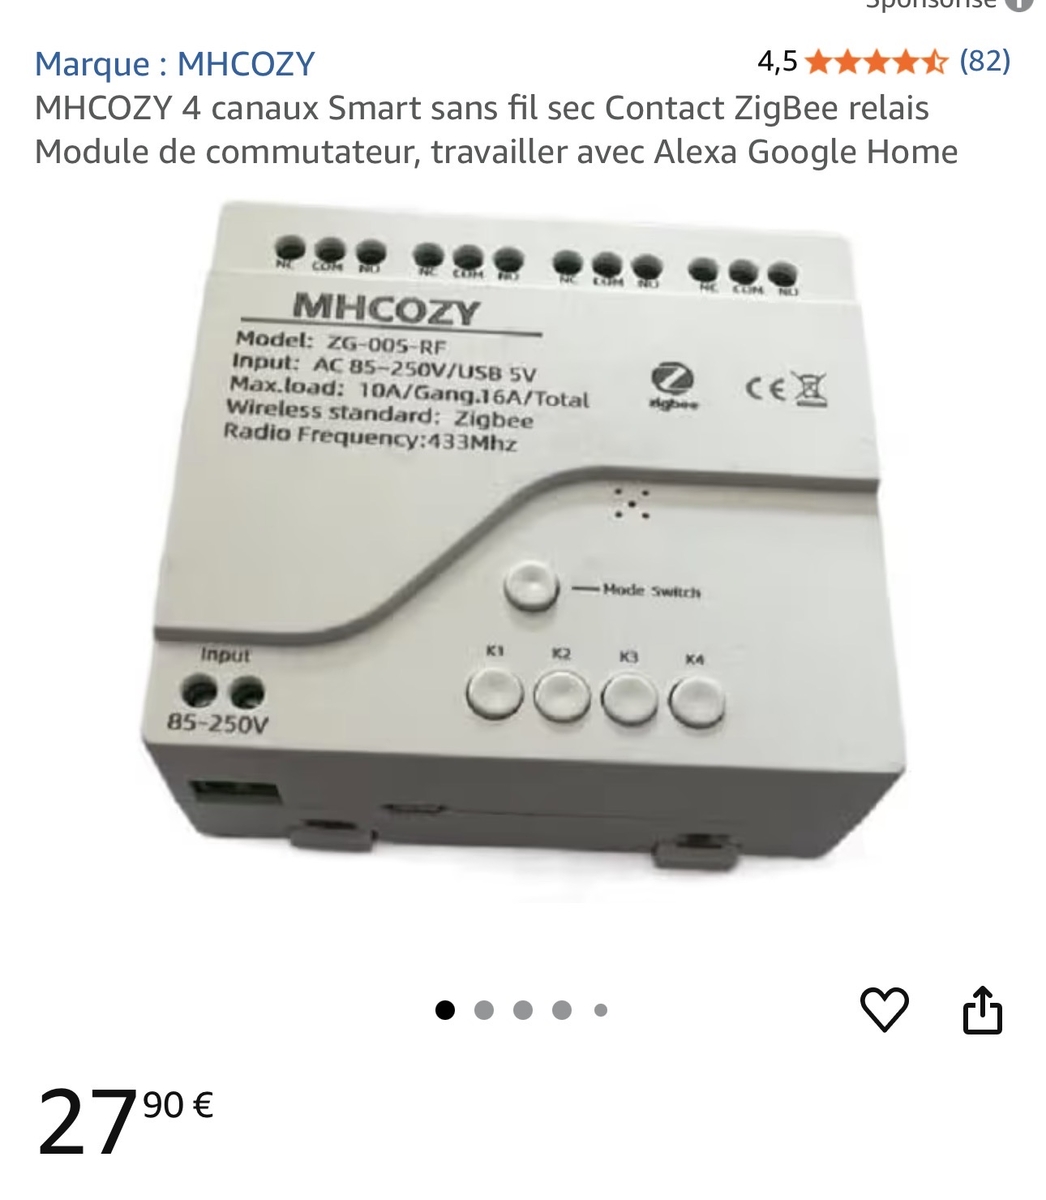 Sponsorisé
Marque : MHCOZY
4,5 (82)
MHCOZY 4 canaux Smart sans fil sec Contact ZigBee relais
Module de commutateur, travailler avec Alexa Google Home
NC COM NO NC COM NO NC COM NO NC COM NO
MHCOZY
Model: ZG-005-RF
Input: AC 85-250V/USB 5V
Max.load: 10A/Gang.16A/Total
Wireless standard: Zigbee
Radio Frequency:433Mhz
zigbee
CE
Mode Switch
Input
K1 K2 K3 K4
85-250V
27 90 €